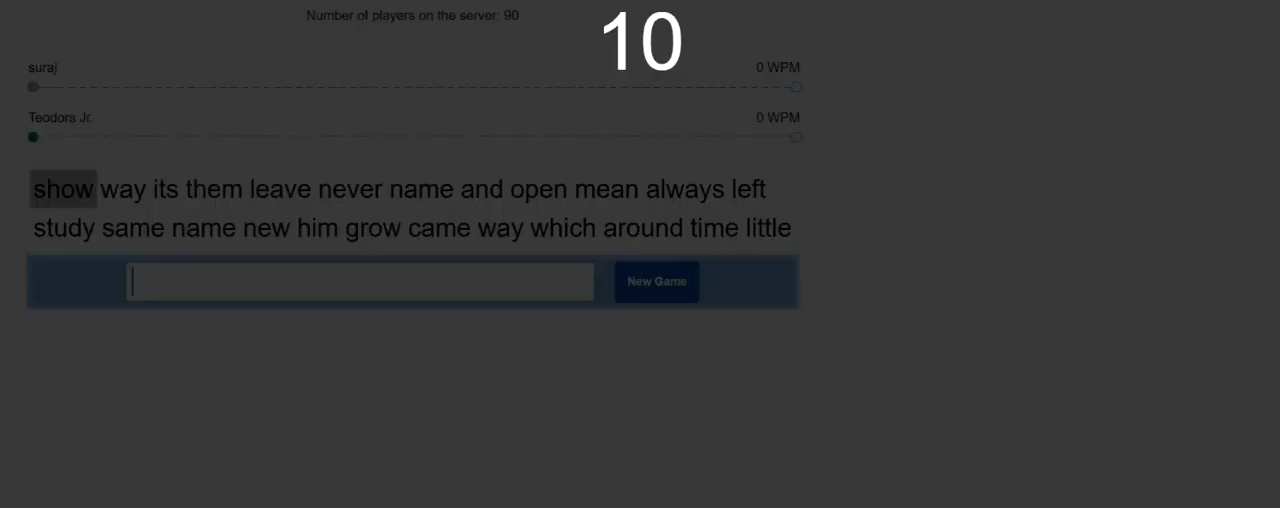 10
Number of players on the server: 90
suraj
0 WPM
Teodors Jr.
0 WPM
show way its them leave never name and open mean always left
study same name new him grow came way which around time little
New Game